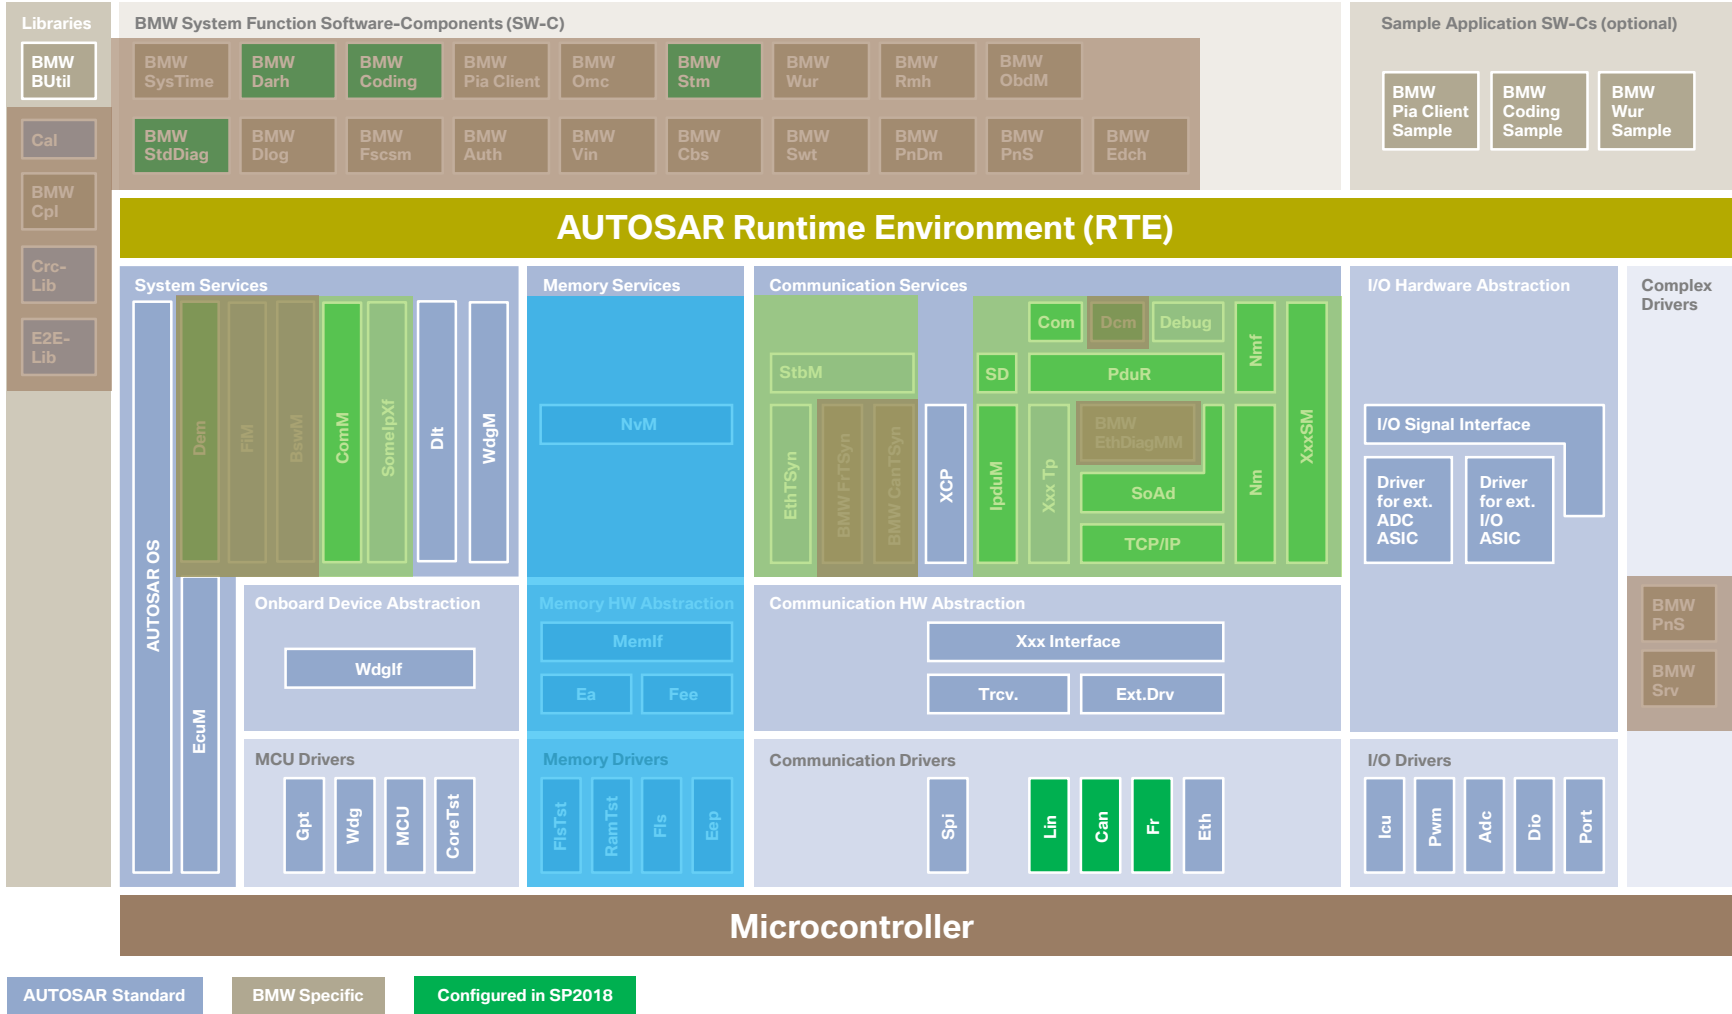 Libraries
BMW
BUtil
Cal
BMW
Cpl
Crc-
Lib
E2E-
Lib
BMW System Function Software-Components (SW-C)
BMW
SysTime
BMW
Darh
BMW
Coding
BMW
Pia Client
BMW
Omc
BMW
Stm
BMW
Wur
BMW
Rmh
BMW
ObdM
BMW
StdDiag
BMW
Dlog
BMW
Fscsm
BMW
Auth
BMW
Vin
BMW
Cbs
BMW
Swt
BMW
PnDm
BMW
PnS
BMW
Edch
Sample Application SW-Cs (optional)
BMW
Pia Client
Sample
BMW
Coding
Sample
BMW
Wur
Sample
AUTOSAR Runtime Environment (RTE)
System Services
AUTOSAR OS
Dem
FiM
BswM
ComM
SomeIpXf
Dlt
WdgM
EcuM
Onboard Device Abstraction
WdgIf
MCU Drivers
Gpt
Wdg
MCU
CoreTst
Memory Services
NvM
Memory HW Abstraction
MemIf
Ea
Fee
Memory Drivers
FlsTst
RamTst
Fls
Eep
Communication Services
StbM
EthTSyn
BMW FrTSyn
BMW CanTSyn
XCP
Com
Dcm
Debug
SD
PduR
IpduM
Xxx Tp
BMW
EthDiagMM
SoAd
TCP/IP
Nmf
Nm
XxxSM
Communication HW Abstraction
Xxx Interface
Trcv.
Ext.Drv
Communication Drivers
Spi
Lin
Can
Fr
Eth
I/O Hardware Abstraction
I/O Signal Interface
Driver
for ext.
ADC
ASIC
Driver
for ext.
I/O
ASIC
I/O Drivers
Icu
Pwm
Adc
Dio
Port
Complex
Drivers
BMW
PnS
BMW
Srv
Microcontroller
AUTOSAR Standard
BMW Specific
Configured in SP2018